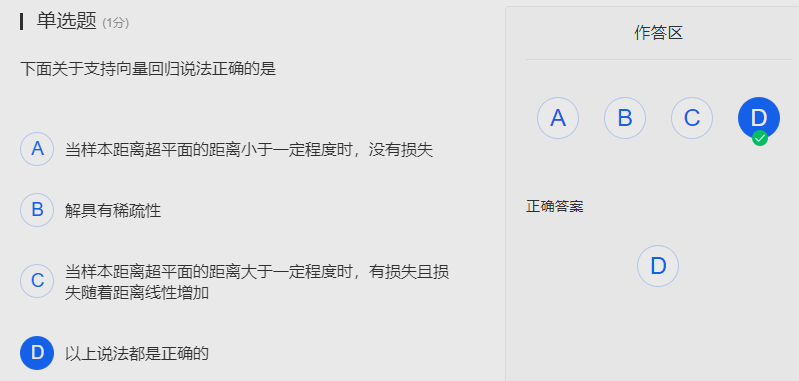 单选题 (1分)
下面关于支持向量回归说法正确的是
A 当样本距离超平面的距离小于一定程度时，没有损失
B 解具有稀疏性
C 当样本距离超平面的距离大于一定程度时，有损失且损
失随着距离线性增加
D 以上说法都是正确的
作答区
A B C D
正确答案
D